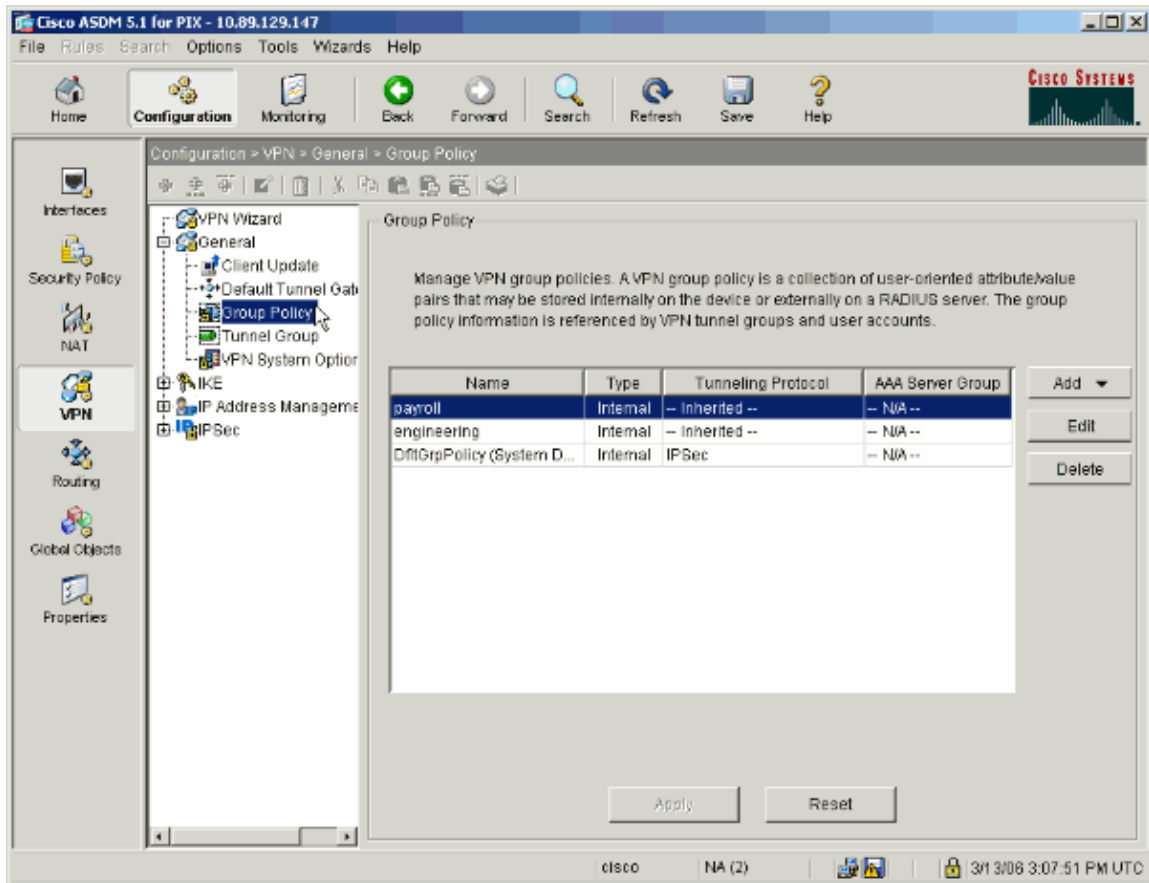 Cisco ASDM 5.1 for PIX - 10.89.129.147
File Rules Search Options Tools Wizards Help
Home Configuration Monitoring Back Forward Search Refresh Save Help
CISCO SYSTEMS
Configuration > VPN > General > Group Policy
Interfaces
Security Policy
NAT
VPN
Routing
Global Objects
Properties
VPN Wizard
General
Client Update
Default Tunnel Gate
Group Policy
Tunnel Group
VPN System Option
IKE
IP Address Manageme
IPSec
Group Policy
Manage VPN group policies. A VPN group policy is a collection of user-oriented attribute/value
pairs that may be stored internally on the device or externally on a RADIUS server. The group
policy information is referenced by VPN tunnel groups and user accounts.
Name Type Tunneling Protocol AAA Server Group
payroll Internal -- Inherited -- -- N/A --
engineering Internal -- Inherited -- -- N/A --
DfltGrpPolicy (System D... Internal IPSec -- N/A --
Add
Edit
Delete
Apply Reset
cisco NA (2) 3/13/06 3:07:51 PM UTC